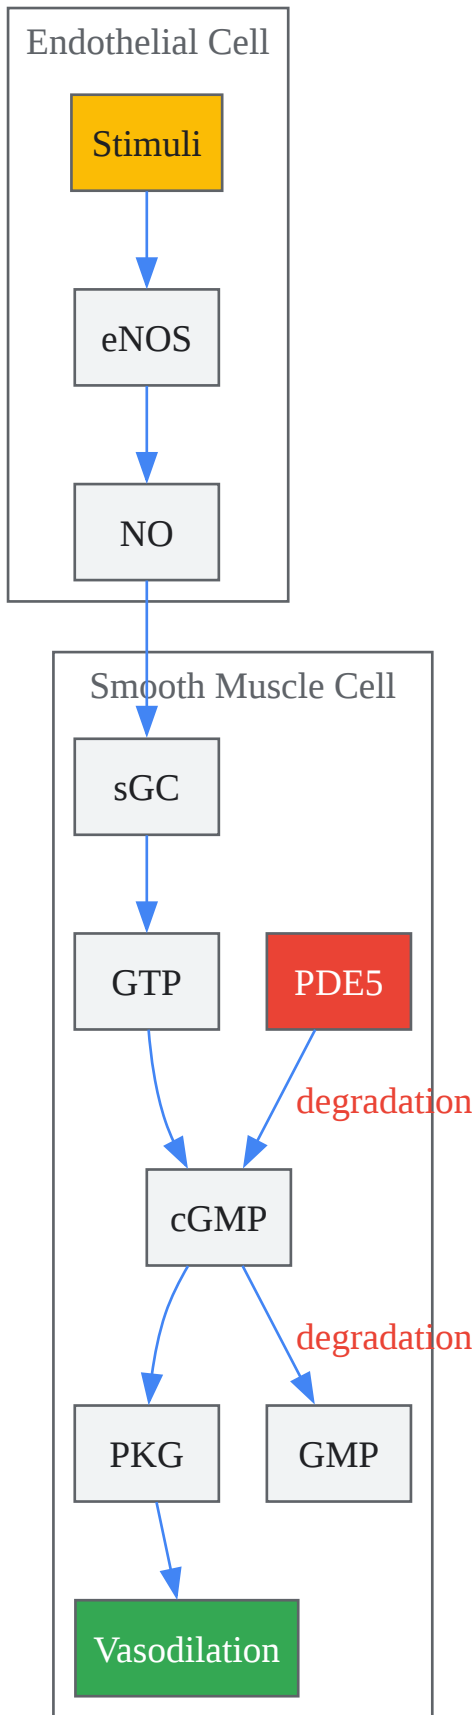 Endothelial Cell
Stimuli
eNOS
NO
Smooth Muscle Cell
sGC
GTP
PDE5
degradation
cGMP
degradation
PKG
GMP
Vasodilation